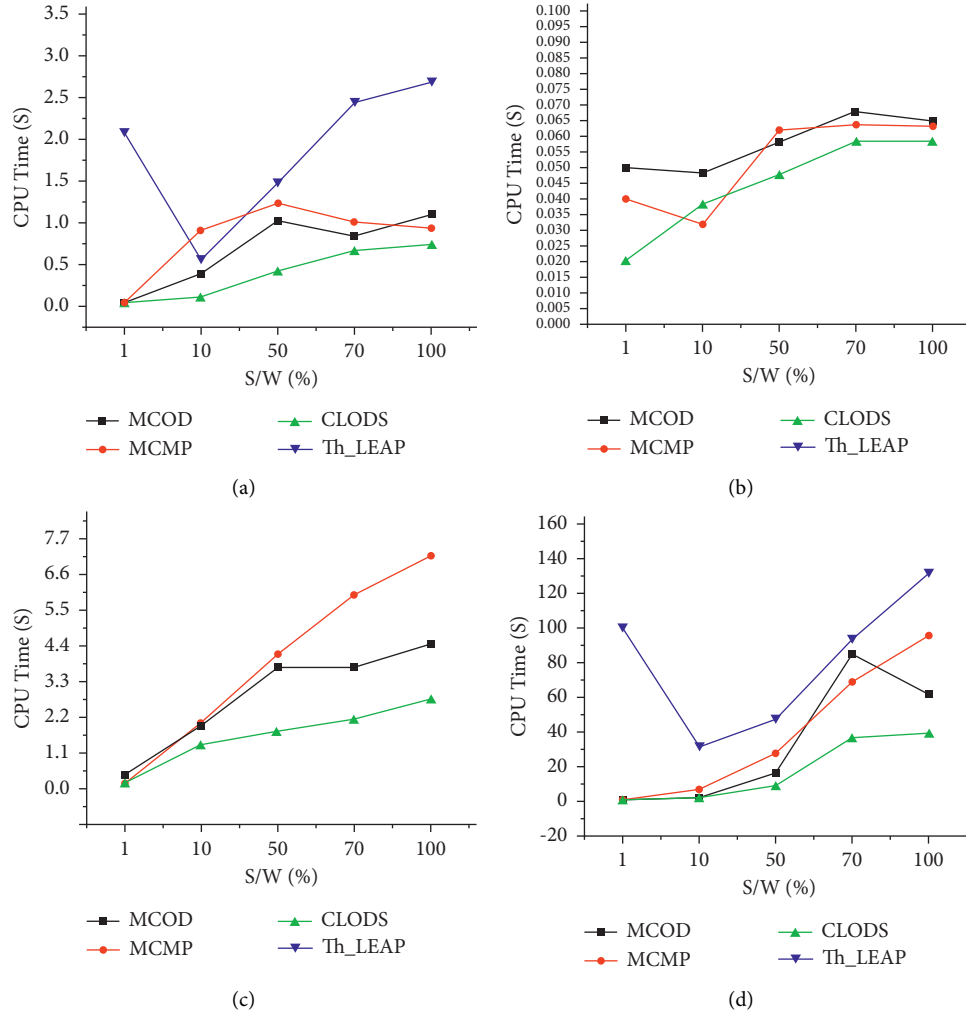 3.5
3.0
2.5
2.0
1.5
1.0
0.5
0.0
CPU Time (S)
1 10 50 70 100
S/W (%)
MCOD CLODS
MCMP Th_LEAP
(a)
0.100
0.095
0.090
0.085
0.080
0.075
0.070
0.065
0.060
0.055
0.050
0.045
0.040
0.035
0.030
0.025
0.020
0.015
0.010
0.005
0.000
CPU Time (S)
1 10 50 70 100
S/W (%)
MCOD CLODS
MCMP Th_LEAP
(b)
7.7
6.6
5.5
4.4
3.3
2.2
1.1
0.0
CPU Time (S)
1 10 50 70 100
S/W (%)
MCOD CLODS
MCMP Th_LEAP
(c)
160
140
120
100
80
60
40
20
0
-20
CPU Time (S)
1 10 50 70 100
S/W (%)
MCOD CLODS
MCMP Th_LEAP
(d)